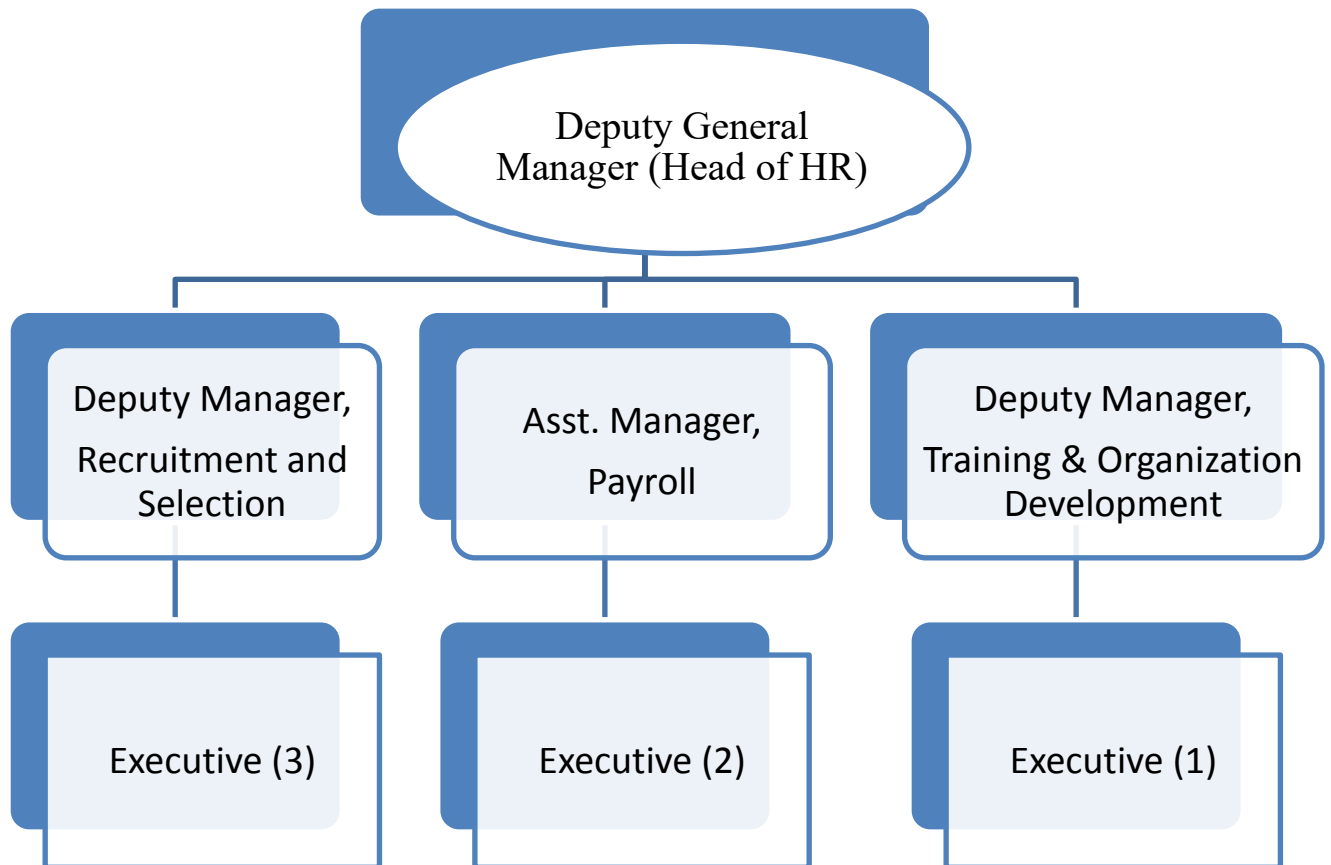 Deputy General
Manager (Head of HR)
Deputy Manager,
Recruitment and
Selection
Asst. Manager,
Payroll
Deputy Manager,
Training & Organization
Development
Executive (3)
Executive (2)
Executive (1)